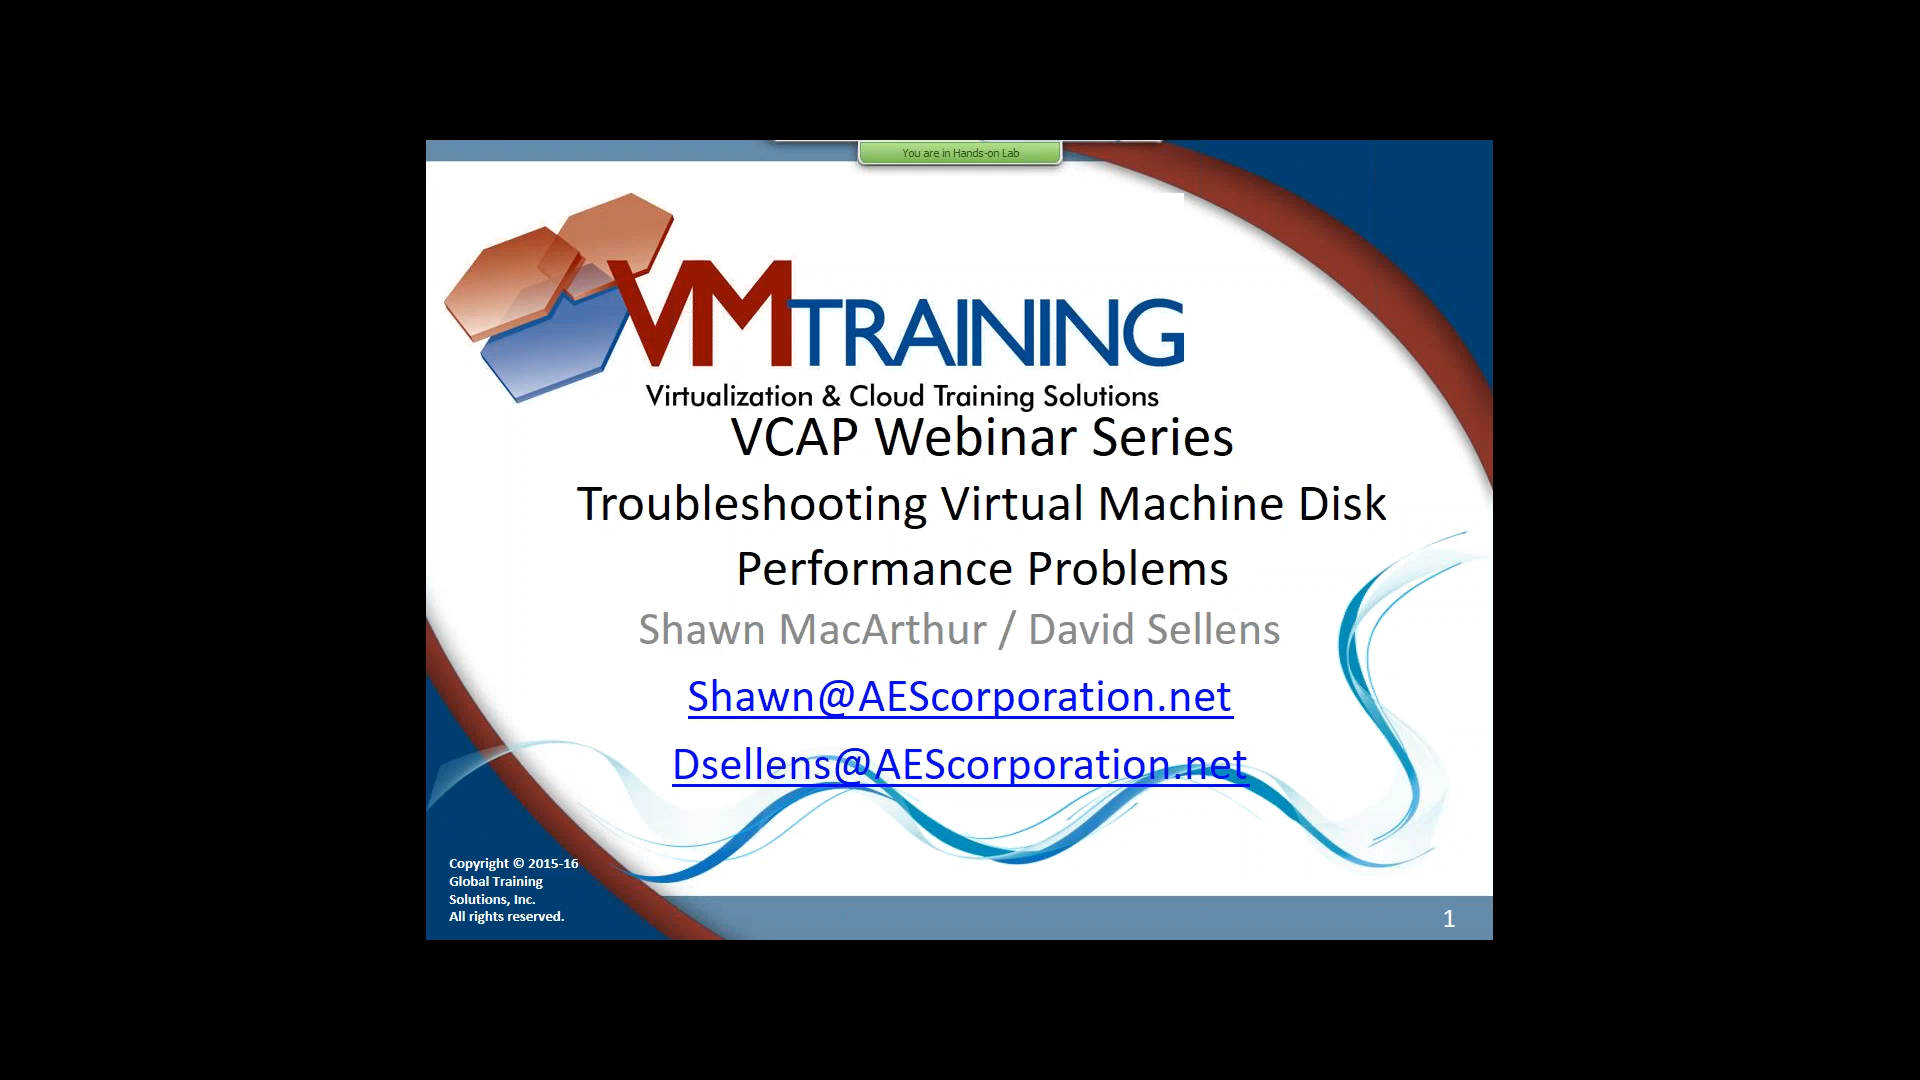 You are in Hands-on Lab
VMTRAINING
Virtualization & Cloud Training Solutions
VCAP Webinar Series
Troubleshooting Virtual Machine Disk
Performance Problems
Shawn MacArthur / David Sellens
Shawn@AEScorporation.net
Dsellens@AEScorporation.net
Copyright © 2015-16
Global Training
Solutions, Inc.
All rights reserved.
1